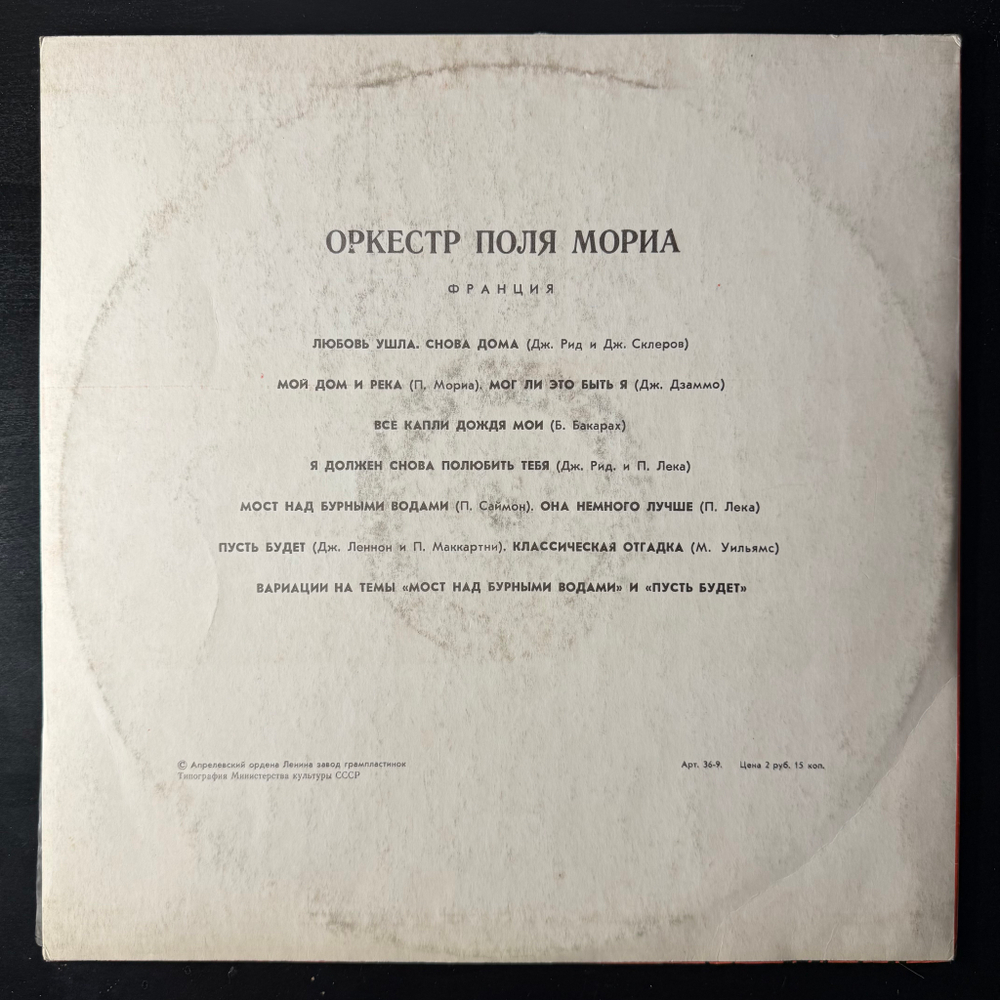 ОРКЕСТР ПОЛЯ МОРИА
ФРАНЦИЯ
ЛЮБОВЬ УШЛА. СНОВА ДОМА (Дж. Рид и Дж. Склеров)
МОЙ ДОМ И РЕКА (П. Мориа). МОГ ЛИ ЭТО БЫТЬ Я (Дж. Дзаммо)
ВСЕ КАПЛИ ДОЖДЯ МОИ (Б. Бакарах)
Я ДОЛЖЕН СНОВА ПОЛЮБИТЬ ТЕБЯ (Дж. Рид. и П. Лека)
МОСТ НАД БУРНЫМИ ВОДАМИ (П. Саймон). ОНА НЕМНОГО ЛУЧШЕ (П. Лека)
ПУСТЬ БУДЕТ (Дж. Леннон и П. Маккартни). КЛАССИЧЕСКАЯ ОТГАДКА (М. Уильямс)
ВАРИАЦИИ НА ТЕМЫ «МОСТ НАД БУРНЫМИ ВОДАМИ» И «ПУСТЬ БУДЕТ»
© Апрелевский ордена Ленина завод грампластинок
Типография Министерства культуры СССР
Арт. 36-9. Цена 2 руб. 15 коп.